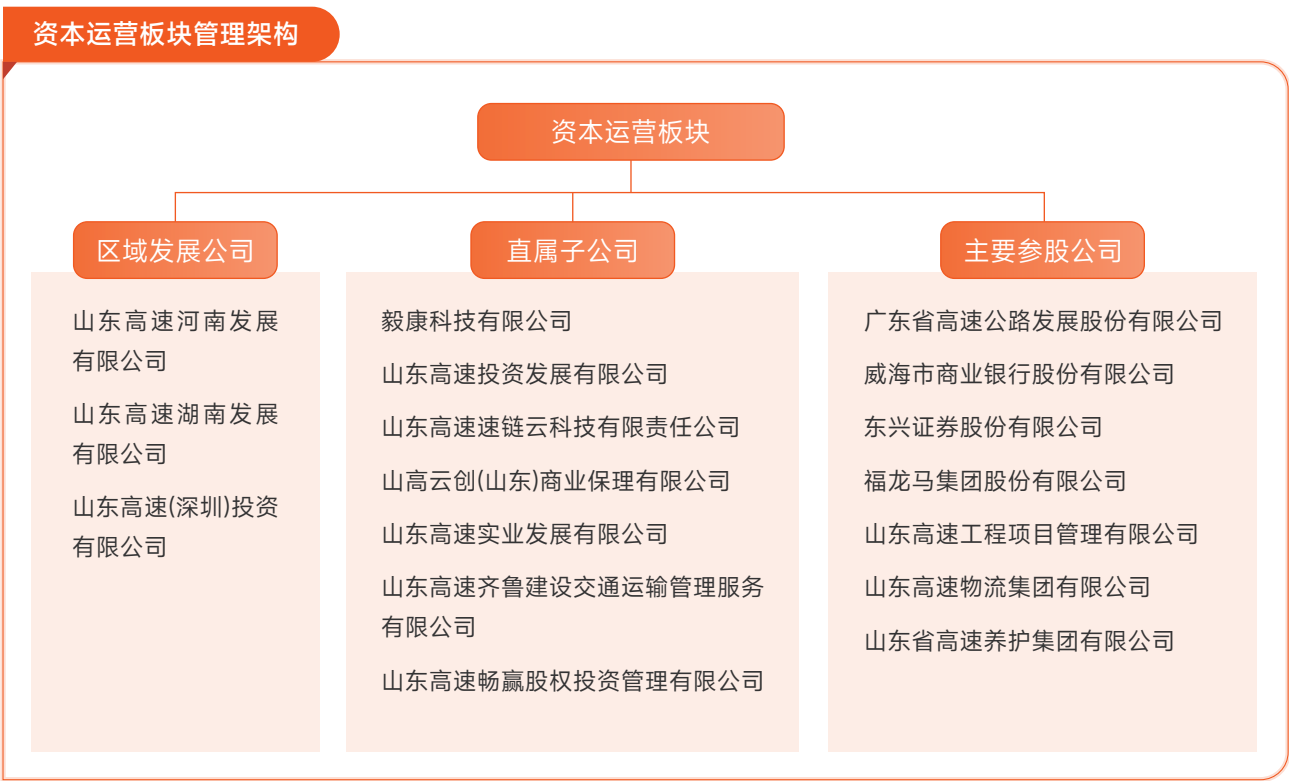 资本运营板块管理架构
资本运营板块
区域发展公司
山东高速河南发展
有限公司
山东高速湖南发展
有限公司
山东高速(深圳)投资
有限公司
直属子公司
毅康科技有限公司
山东高速投资发展有限公司
山东高速速链云科技有限责任公司
山高云创(山东)商业保理有限公司
山东高速实业发展有限公司
山东高速齐鲁建设交通运输管理服务
有限公司
山东高速畅赢股权投资管理有限公司
主要参股公司
广东省高速公路发展股份有限公司
威海市商业银行股份有限公司
东兴证券股份有限公司
福龙马集团股份有限公司
山东高速工程项目管理有限公司
山东高速物流集团有限公司
山东省高速养护集团有限公司